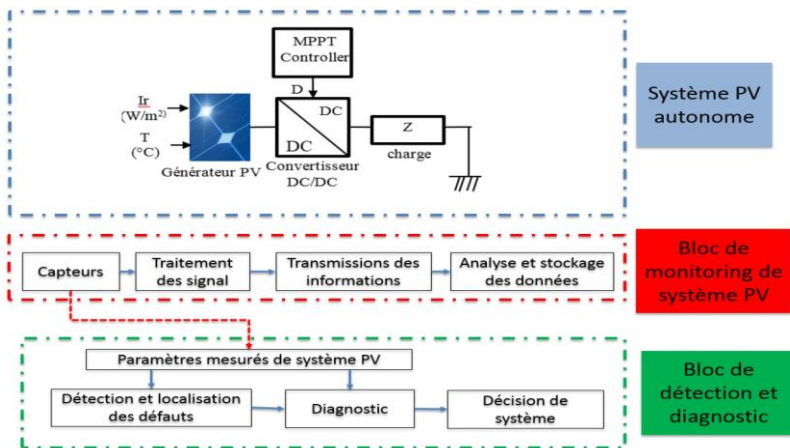 MPPT
Controller
D
Ir
(W/m²)
T
(°C)
Générateur PV
DC
DC
Convertisseur
DC/DC
Z
charge
Système PV
autonome
Capteurs
Traitement
des signal
Transmissions des
informations
Analyse et stockage
des données
Bloc de
monitoring de
système PV
Paramètres mesurés de système PV
Détection et localisation
des défauts
Diagnostic
Décision de
système
Bloc de
détection et
diagnostic